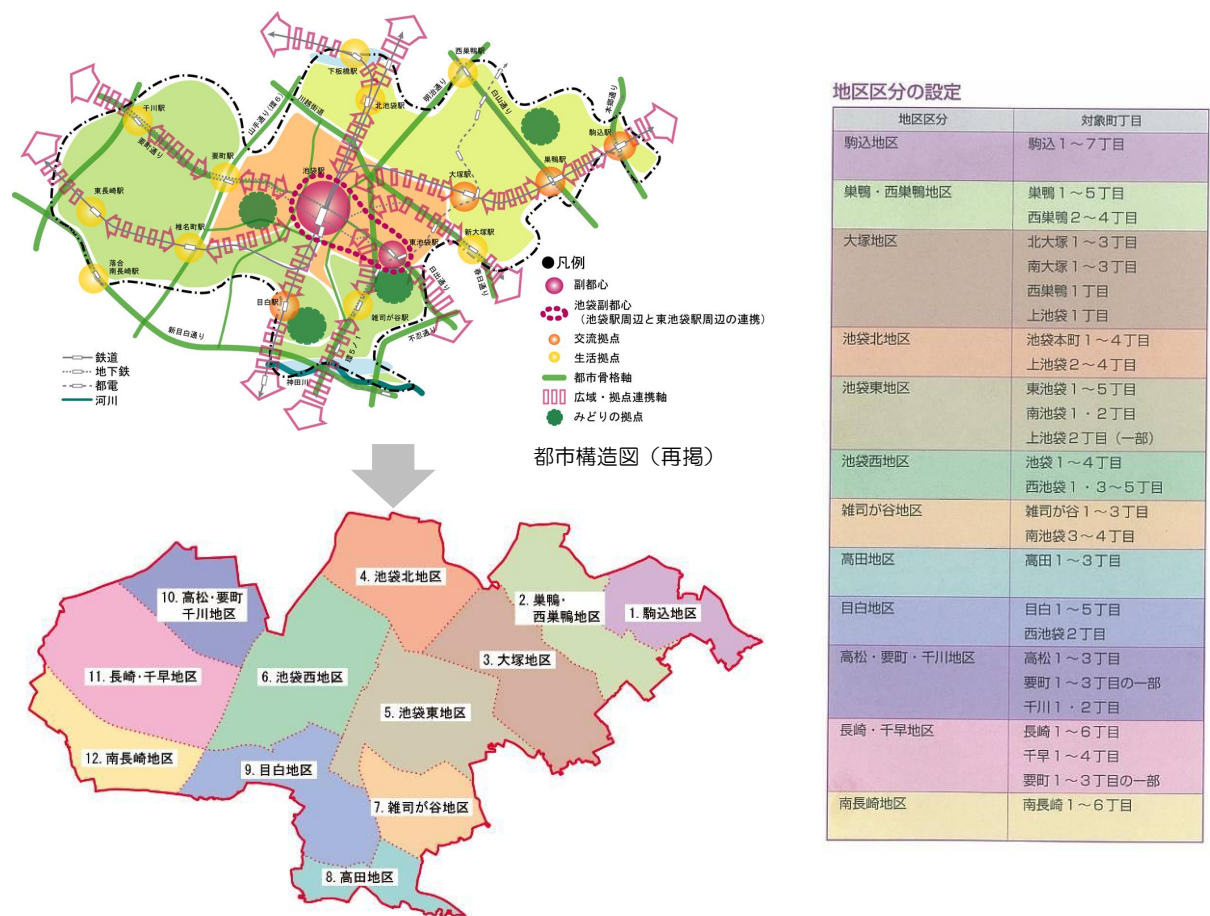 西巣鴨駅
下板橋駅
本郷通り
明治通り
白山通り
川越街道
千川駅
山手通り(環6)
北池袋駅
駒込駅
要町通り
要町駅
池袋駅
大塚駅
巣鴨駅
東長崎駅
椎名町駅
東池袋駅
新大塚駅
落合
南長崎駅
日出通り
春日通り
目白駅
雑司が谷駅
新目白通り
環5ノ1
不忍通り
神田川
鉄道
地下鉄
都電
河川
●凡例
副都心
池袋副都心
(池袋駅周辺と東池袋駅周辺の連携)
交流拠点
生活拠点
都市骨格軸
広域・拠点連携軸
みどりの拠点
都市構造図(再掲)
4.池袋北地区
10.高松・要町
千川地区
2.巣鴨・
西巣鴨地区
1.駒込地区
3.大塚地区
11.長崎・千早地区
6.池袋西地区
5.池袋東地区
12.南長崎地区
9.目白地区
7.雑司が谷地区
8.高田地区
地区区分の設定
地区区分 対象町丁目
駒込地区 駒込1~7丁目
巣鴨・西巣鴨地区 巣鴨1~5丁目
西巣鴨2~4丁目
大塚地区 北大塚1~3丁目
南大塚1~3丁目
西巣鴨1丁目
上池袋1丁目
池袋北地区 池袋本町1~4丁目
上池袋2~4丁目
池袋東地区 東池袋1~5丁目
南池袋1・2丁目
上池袋2丁目(一部)
池袋西地区 池袋1~4丁目
西池袋1・3~5丁目
雑司が谷地区 雑司が谷1~3丁目
南池袋3~4丁目
高田地区 高田1~3丁目
目白地区 目白1~5丁目
西池袋2丁目
高松・要町・千川地区 高松1~3丁目
要町1~3丁目の一部
千川1・2丁目
長崎・千早地区 長崎1~6丁目
千早1~4丁目
要町1~3丁目の一部
南長崎地区 南長崎1~6丁目